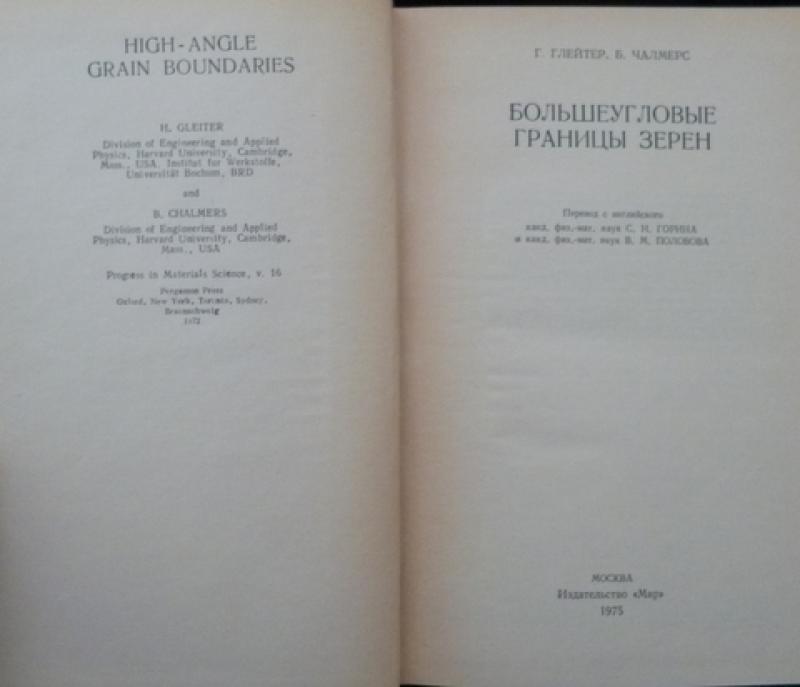 HIGH-ANGLE
GRAIN BOUNDARIES
H. GLEITER
Division of Engineering and Applied
Physics, Harvard University, Cambridge,
Mass., USA. Institut für Werkstoffe,
Universität Bochum, BRD
and
B. CHALMERS
Division of Engineering and Applied
Physics, Harvard University, Cambridge,
Mass., USA
Progress in Materials Science, v. 16
Pergamon Press
Oxford, New York, Toronto, Sydney,
Braunschweig
1972
Г. ГЛЕЙТЕР, Б. ЧАЛМЕРС
БОЛЬШЕУГЛОВЫЕ
ГРАНИЦЫ ЗЕРЕН
Перевод с английского
канд. физ.-мат. наук С. Н. ГОРИНА
и канд. физ.-мат. наук В. М. ПОЛОВОВА
МОСКВА
Издательство «Мир»
1975